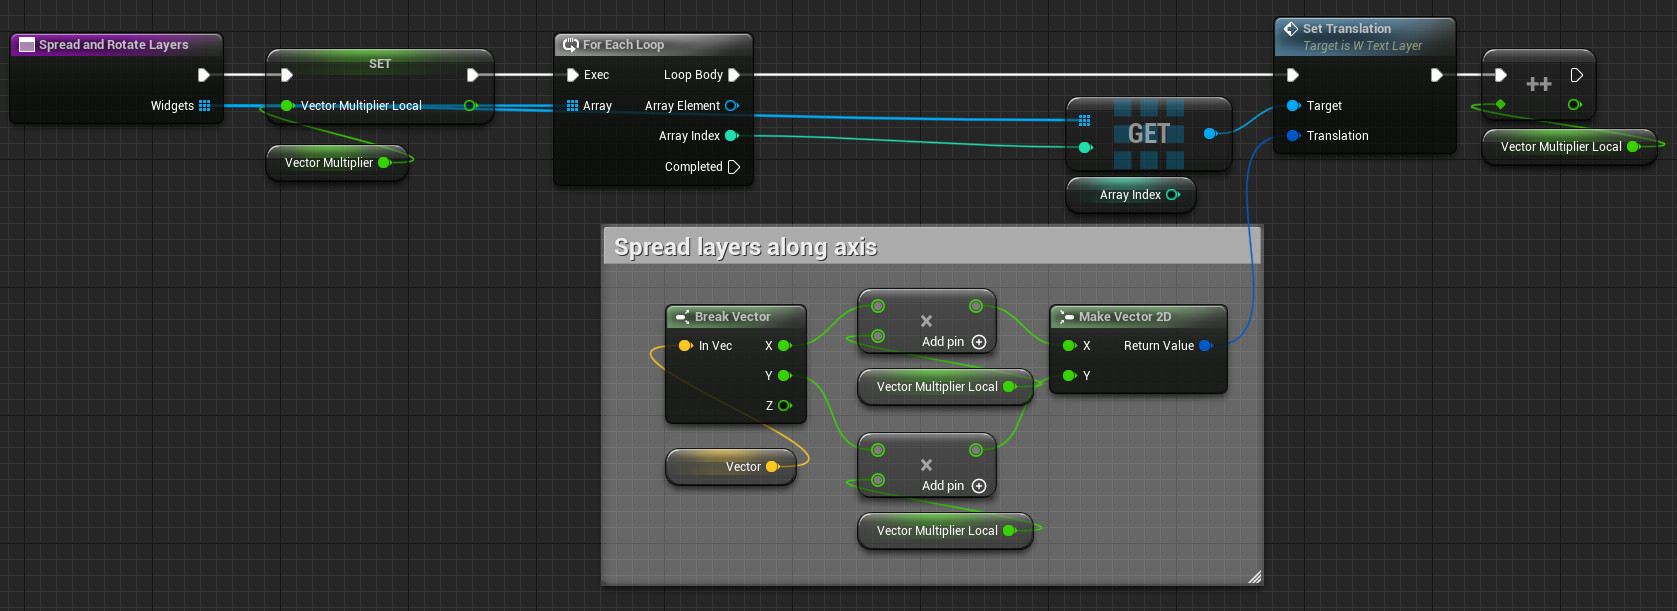 Spread and Rotate Layers
Widgets
SET
Vector Multiplier Local
Vector Multiplier
For Each Loop
Exec
Loop Body
Array
Array Element
Array Index
Completed
GET
Array Index
Set Translation
Target is W Text Layer
Target
Translation
++
Vector Multiplier Local
Spread layers along axis
Break Vector
In Vec
X
Y
Z
Vector
×
Add pin
Vector Multiplier Local
×
Add pin
Vector Multiplier Local
Make Vector 2D
X
Return Value
Y